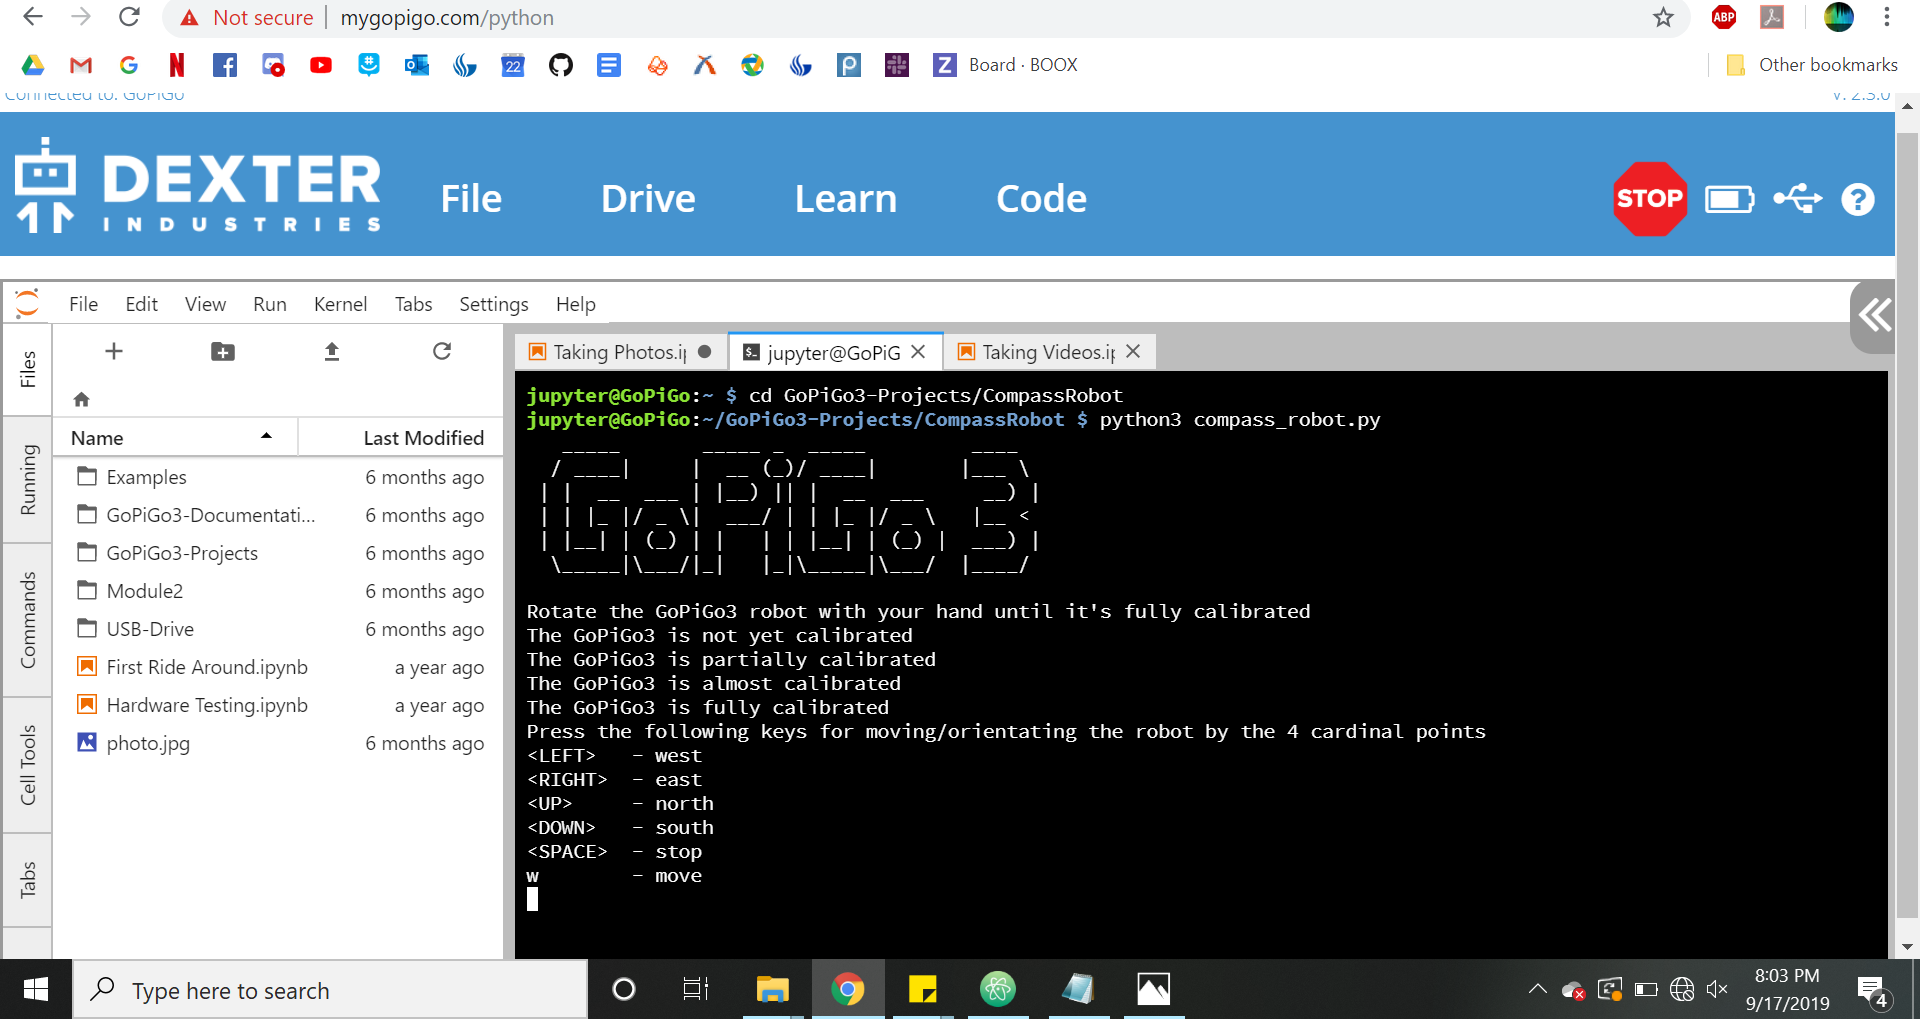 Not secure | mygopigo.com/python
ABP
22
Board · BOOX
Other bookmarks
Connected to: GoPiGo
V. 2.3.0
DEXTER
INDUSTRIES
File
Drive
Learn
Code
STOP
?
File Edit View Run Kernel Tabs Settings Help
Files
Running
Commands
Cell Tools
Tabs
Name Last Modified
Examples 6 months ago
GoPiGo3-Documentati... 6 months ago
GoPiGo3-Projects 6 months ago
Module2 6 months ago
USB-Drive 6 months ago
First Ride Around.ipynb a year ago
Hardware Testing.ipynb a year ago
photo.jpg 6 months ago
Taking Photos.ip
jupyter@GoPiG
Taking Videos.ip
jupyter@GoPiGo:~ $ cd GoPiGo3-Projects/CompassRobot
jupyter@GoPiGo:~/GoPiGo3-Projects/CompassRobot $ python3 compass_robot.py
GoPiGo 3
Rotate the GoPiGo3 robot with your hand until it's fully calibrated
The GoPiGo3 is not yet calibrated
The GoPiGo3 is partially calibrated
The GoPiGo3 is almost calibrated
The GoPiGo3 is fully calibrated
Press the following keys for moving/orientating the robot by the 4 cardinal points
<LEFT> - west
<RIGHT> - east
<UP> - north
<DOWN> - south
<SPACE> - stop
w - move
Type here to search
8:03 PM
9/17/2019
4